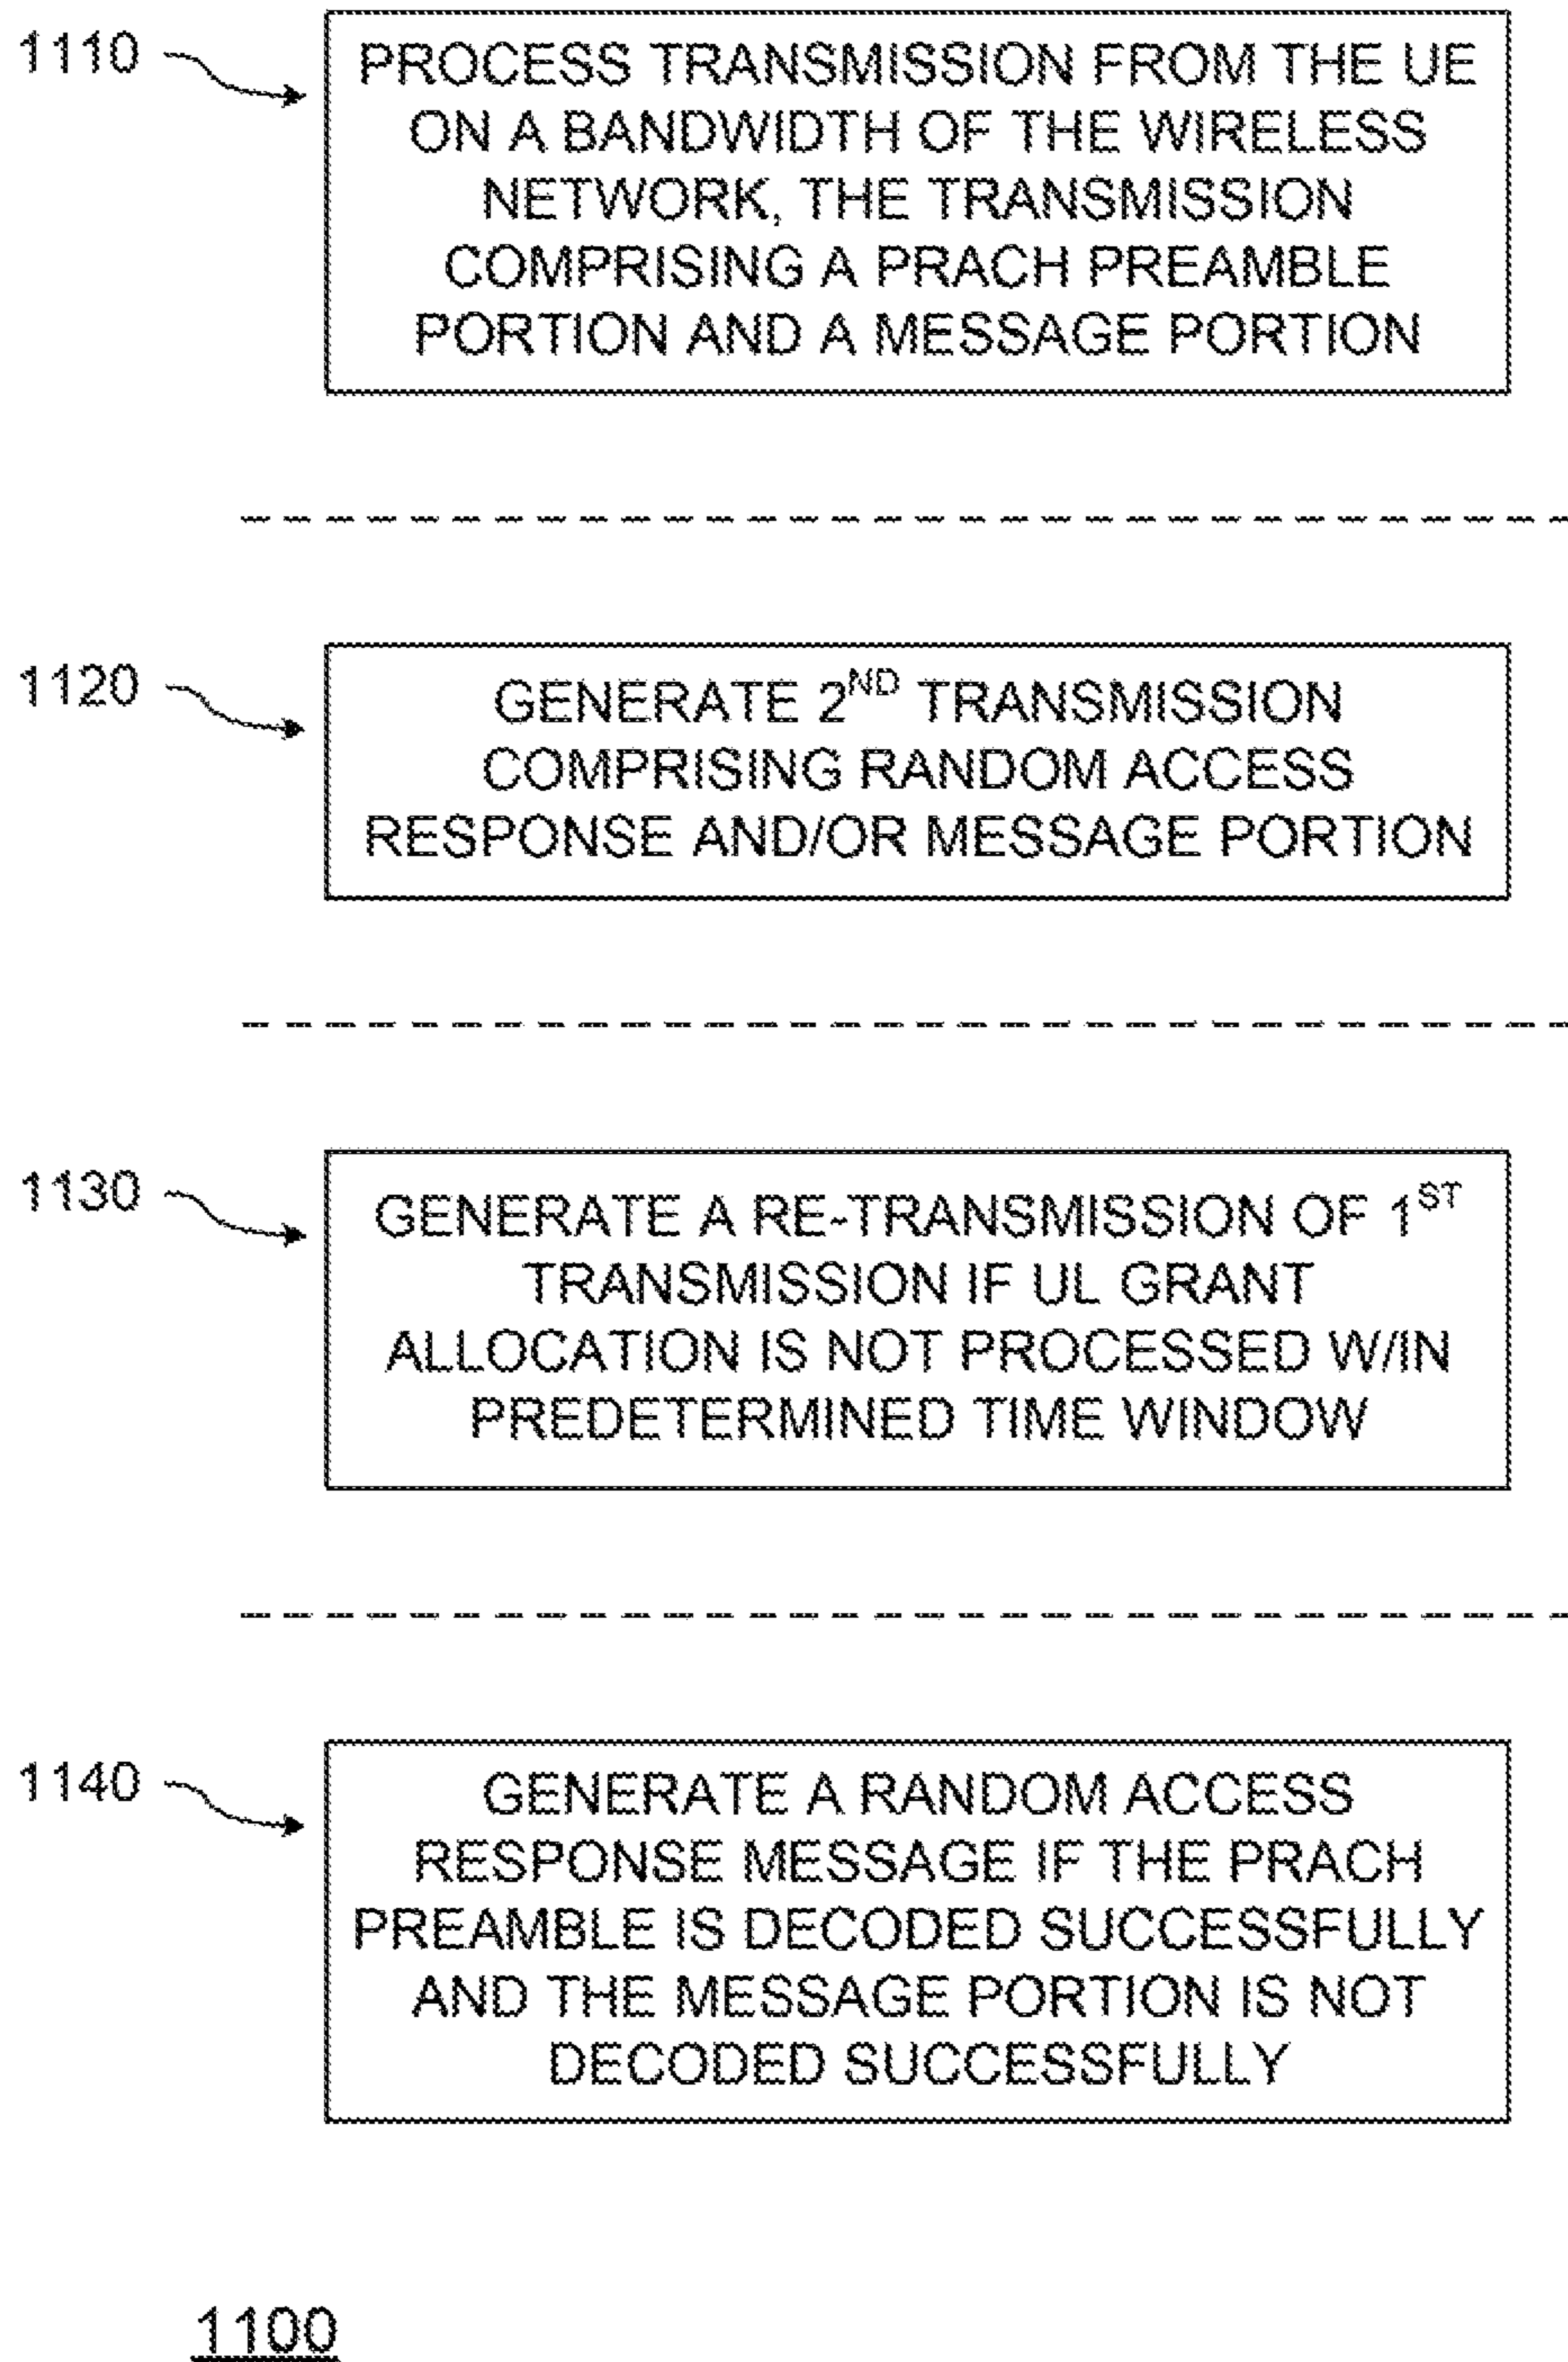 1110
PROCESS TRANSMISSION FROM THE UE
ON A BANDWIDTH OF THE WIRELESS
NETWORK, THE TRANSMISSION
COMPRISING A PRACH PREAMBLE
PORTION AND A MESSAGE PORTION
1120
GENERATE 2ND TRANSMISSION
COMPRISING RANDOM ACCESS
RESPONSE AND/OR MESSAGE PORTION
1130
GENERATE A RE-TRANSMISSION OF 1ST
TRANSMISSION IF UL GRANT
ALLOCATION IS NOT PROCESSED W/IN
PREDETERMINED TIME WINDOW
1140
GENERATE A RANDOM ACCESS
RESPONSE MESSAGE IF THE PRACH
PREAMBLE IS DECODED SUCCESSFULLY
AND THE MESSAGE PORTION IS NOT
DECODED SUCCESSFULLY
1100